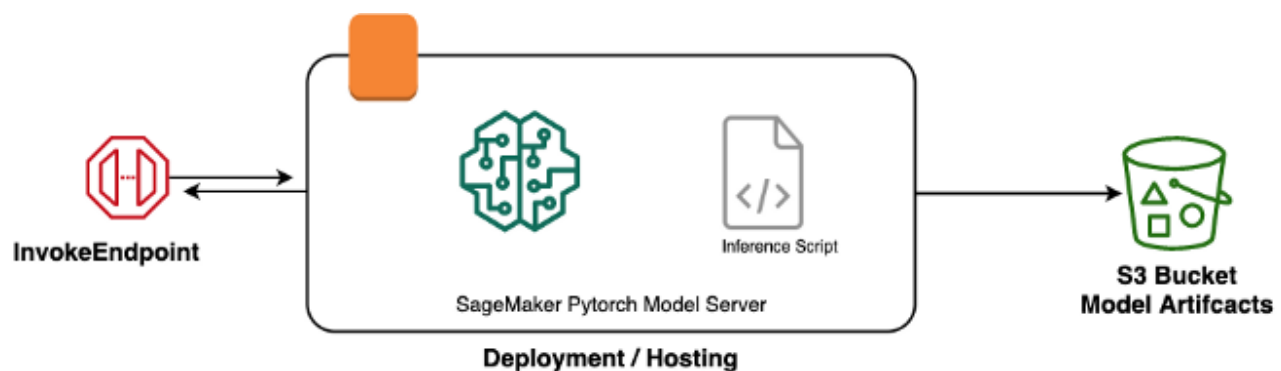 InvokeEndpoint
Inference Script
SageMaker Pytorch Model Server
Deployment / Hosting
S3 Bucket
Model Artifcacts